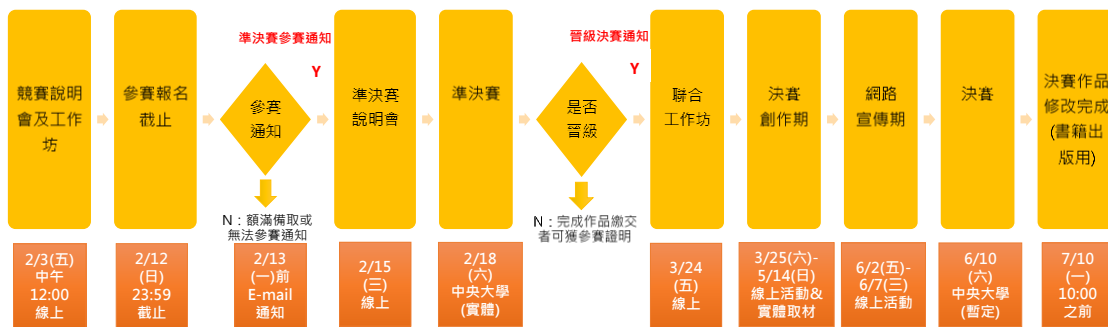 準決賽參賽通知
晉級決賽通知
Y
Y
競賽說明
會及工作
坊
參賽報名
截止
參賽
通知
準決賽
說明會
準決賽
是否
晉級
聯合
工作坊
決賽
創作期
網路
宣傳期
決賽
決賽作品
修改完成
(書籍出
版用)
N：額滿備取或
無法參賽通知
N：完成作品繳交
者可獲參賽證明
2/3(五)
中午
12:00
線上
2/12
(日)
23:59
截止
2/13
(一)前
E-mail
通知
2/15
(三)
線上
2/18
(六)
中央大學
(實體)
3/24
(五)
線上
3/25(六)-
5/14(日)
線上活動&
實體取材
6/2(五)-
6/7(三)
線上活動
6/10
(六)
中央大學
(暫定)
7/10
(一)
10:00
之前